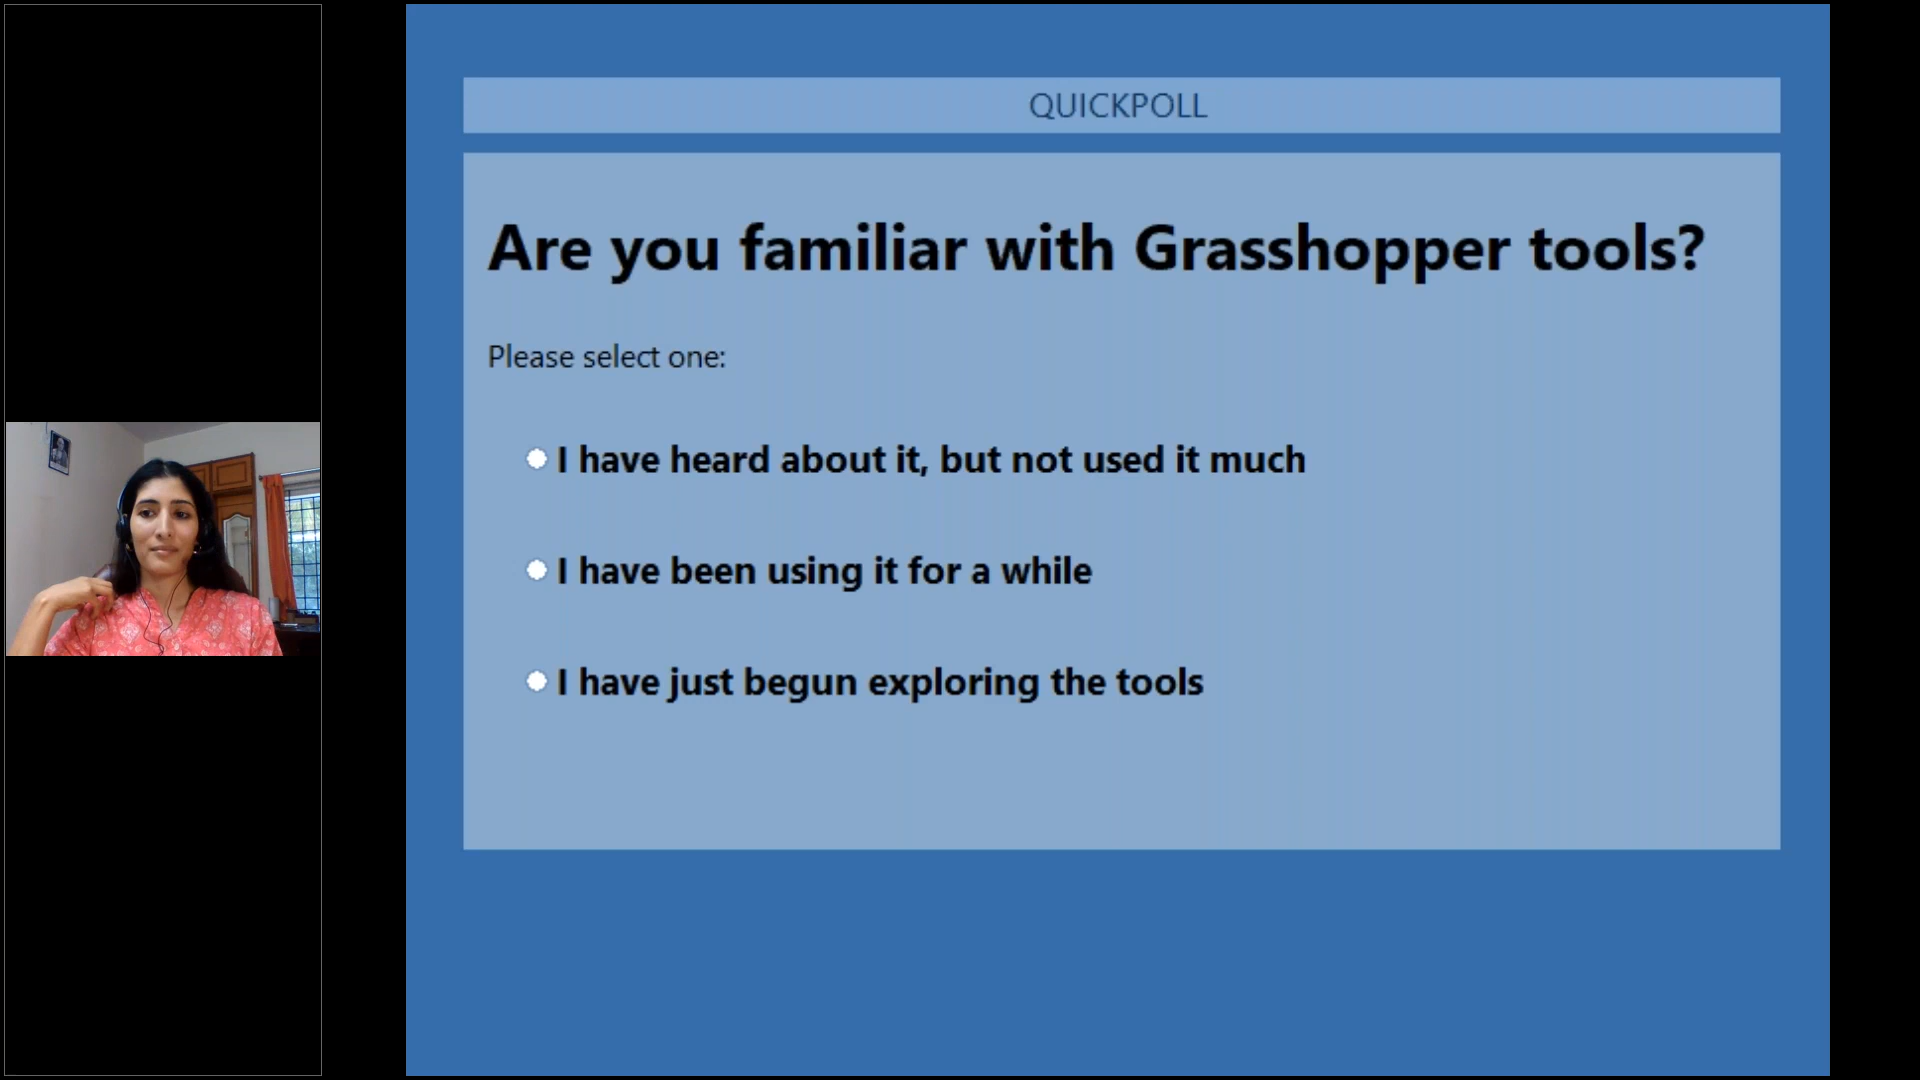 QUICKPOLL
Are you familiar with Grasshopper tools?
Please select one:
I have heard about it, but not used it much
I have been using it for a while
I have just begun exploring the tools